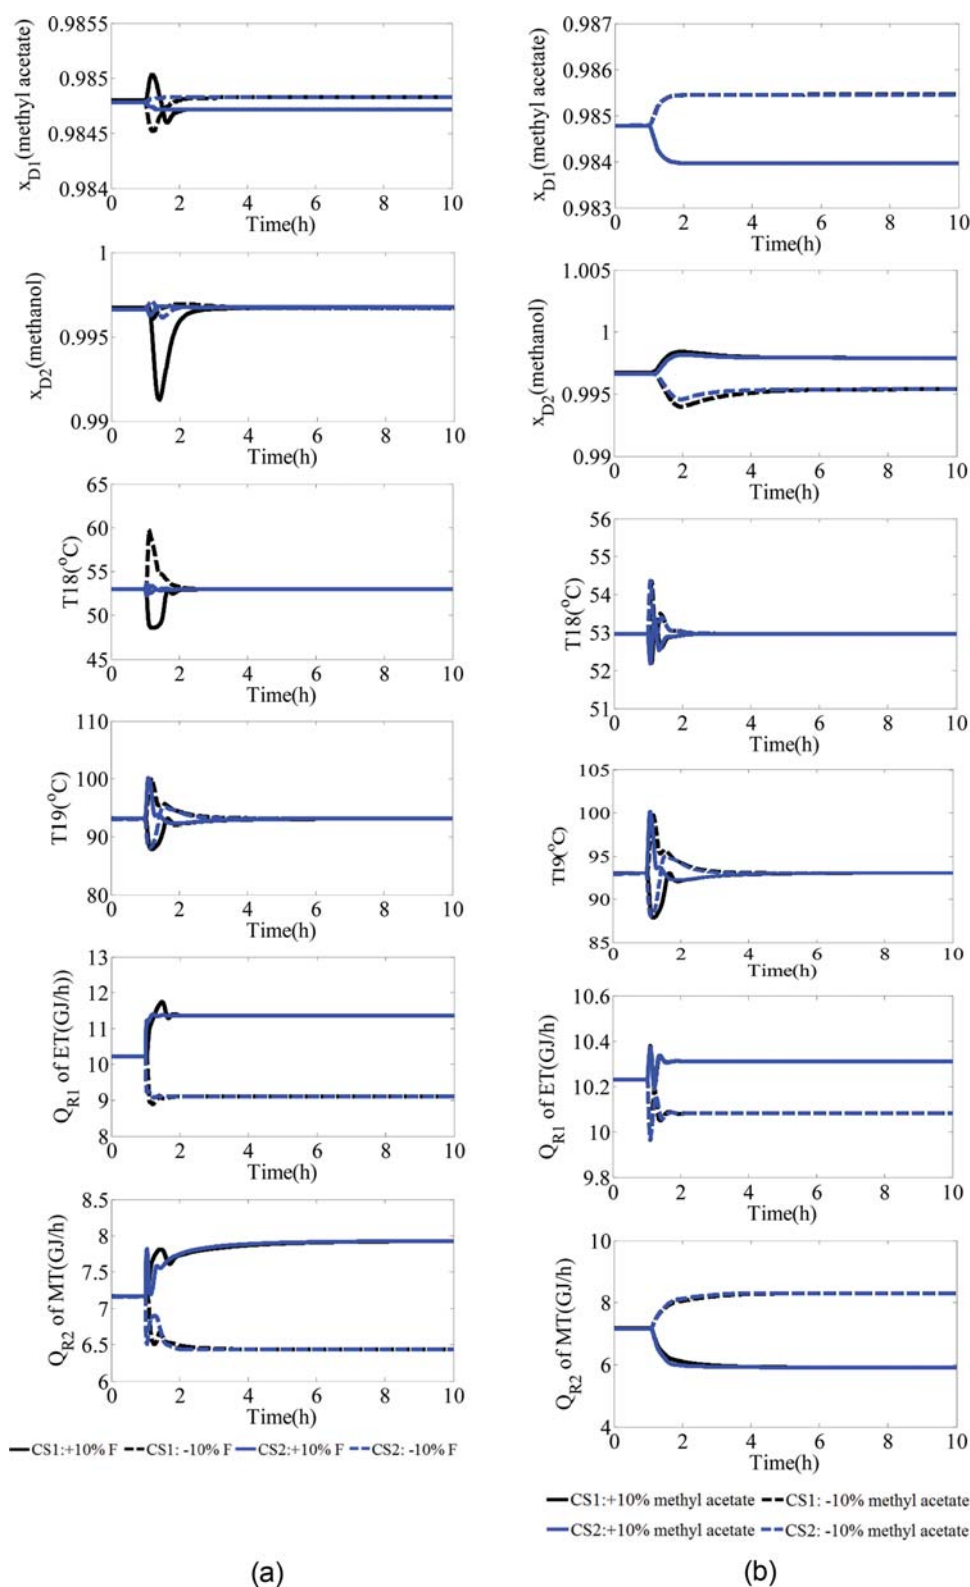 x_D1(methyl acetate)
0.9855
0.985
0.9845
0.984
0 2 4 6 8 10
Time(h)
x_D2(methanol)
1
0.995
0.99
0 2 4 6 8 10
Time(h)
T18(°C)
65
60
55
50
45
0 2 4 6 8 10
Time(h)
T19(°C)
110
100
90
80
0 2 4 6 8 10
Time(h)
Q_R1 of ET(GJ/h))
13
12
11
10
9
8
0 2 4 6 8 10
Time(h)
Q_R2 of MT(GJ/h)
8.5
8
7.5
7
6.5
6
0 2 4 6 8 10
Time(h)
CS1:+10% F CS1: -10% F CS2:+10% F CS2: -10% F
(a)
x_D1(methyl acetate)
0.987
0.986
0.985
0.984
0.983
0 2 4 6 8 10
Time(h)
x_D2(methanol)
1.005
1
0.995
0.99
0 2 4 6 8 10
Time(h)
T18(°C)
56
55
54
53
52
51
0 2 4 6 8 10
Time(h)
T19(°C)
105
100
95
90
85
0 2 4 6 8 10
Time(h)
Q_R1 of ET(GJ/h)
10.6
10.4
10.2
10
9.8
0 2 4 6 8 10
Time(h)
Q_R2 of MT(GJ/h)
10
8
6
4
0 2 4 6 8 10
Time(h)
CS1:+10% methyl acetate CS1: -10% methyl acetate
CS2:+10% methyl acetate CS2: -10% methyl acetate
(b)